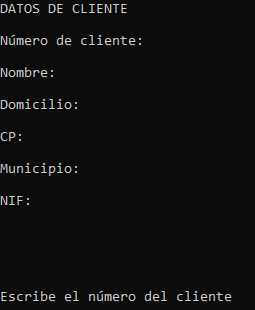 DATOS DE CLIENTE
Número de cliente:
Nombre:
Domicilio:
CP:
Municipio:
NIF:
Escribe el número del cliente